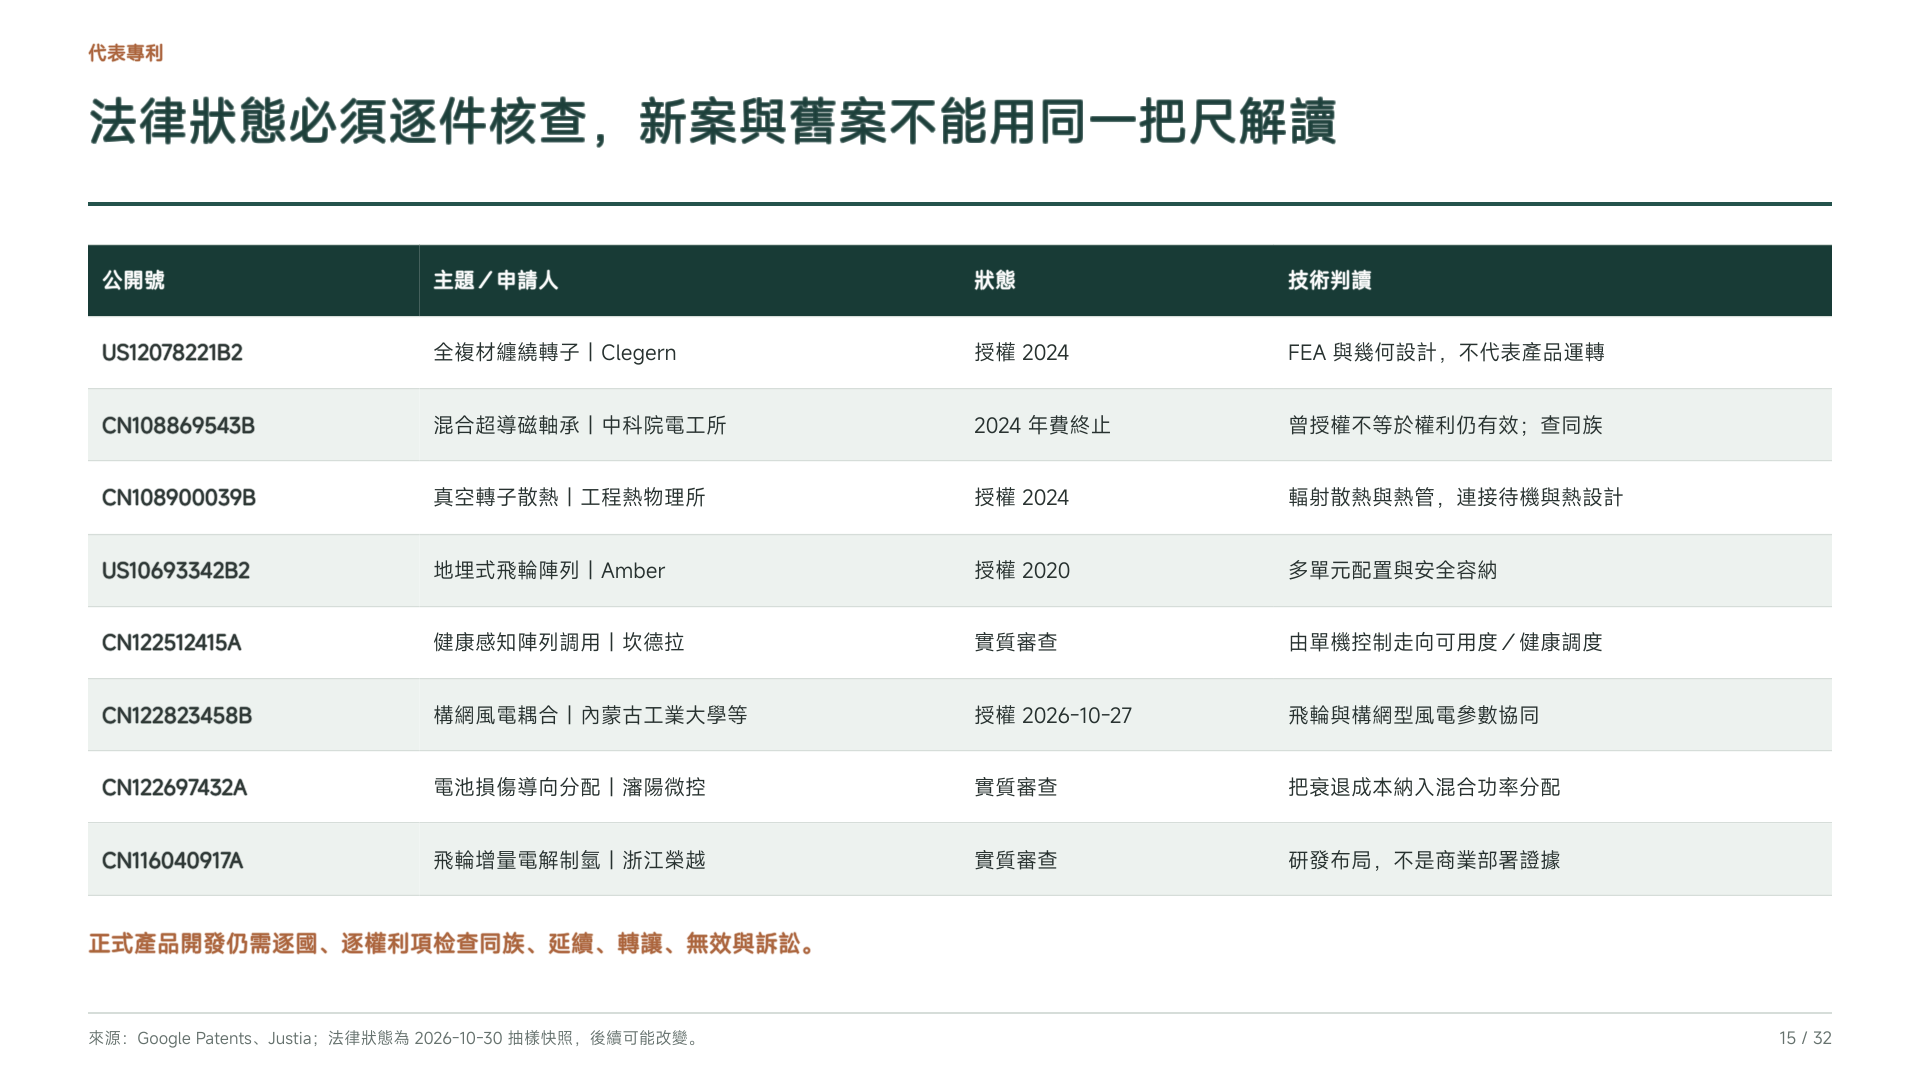 代表專利
法律狀態必須逐件核查，新案與舊案不能用同一把尺解讀
公開號 主題／申請人 狀態 技術判讀
US12078221B2 全複材纏繞轉子｜Clegern 授權 2024 FEA 與幾何設計，不代表產品運轉
CN108869543B 混合超導磁軸承｜中科院電工所 2024 年費終止 曾授權不等於權利仍有效；查同族
CN108900039B 真空轉子散熱｜工程熱物理所 授權 2024 輻射散熱與熱管，連接待機與熱設計
US10693342B2 地埋式飛輪陣列｜Amber 授權 2020 多單元配置與安全容納
CN122512415A 健康感知陣列調用｜坎德拉 實質審查 由單機控制走向可用度／健康調度
CN122823458B 構網風電耦合｜內蒙古工業大學等 授權 2026-10-27 飛輪與構網型風電參數協同
CN122697432A 電池損傷導向分配｜瀋陽微控 實質審查 把衰退成本納入混合功率分配
CN116040917A 飛輪增量電解制氫｜浙江榮越 實質審查 研發布局，不是商業部署證據
正式產品開發仍需逐國、逐權利項檢查同族、延續、轉讓、無效與訴訟。
來源：Google Patents、Justia；法律狀態為 2026-10-30 抽樣快照，後續可能改變。
15 / 32